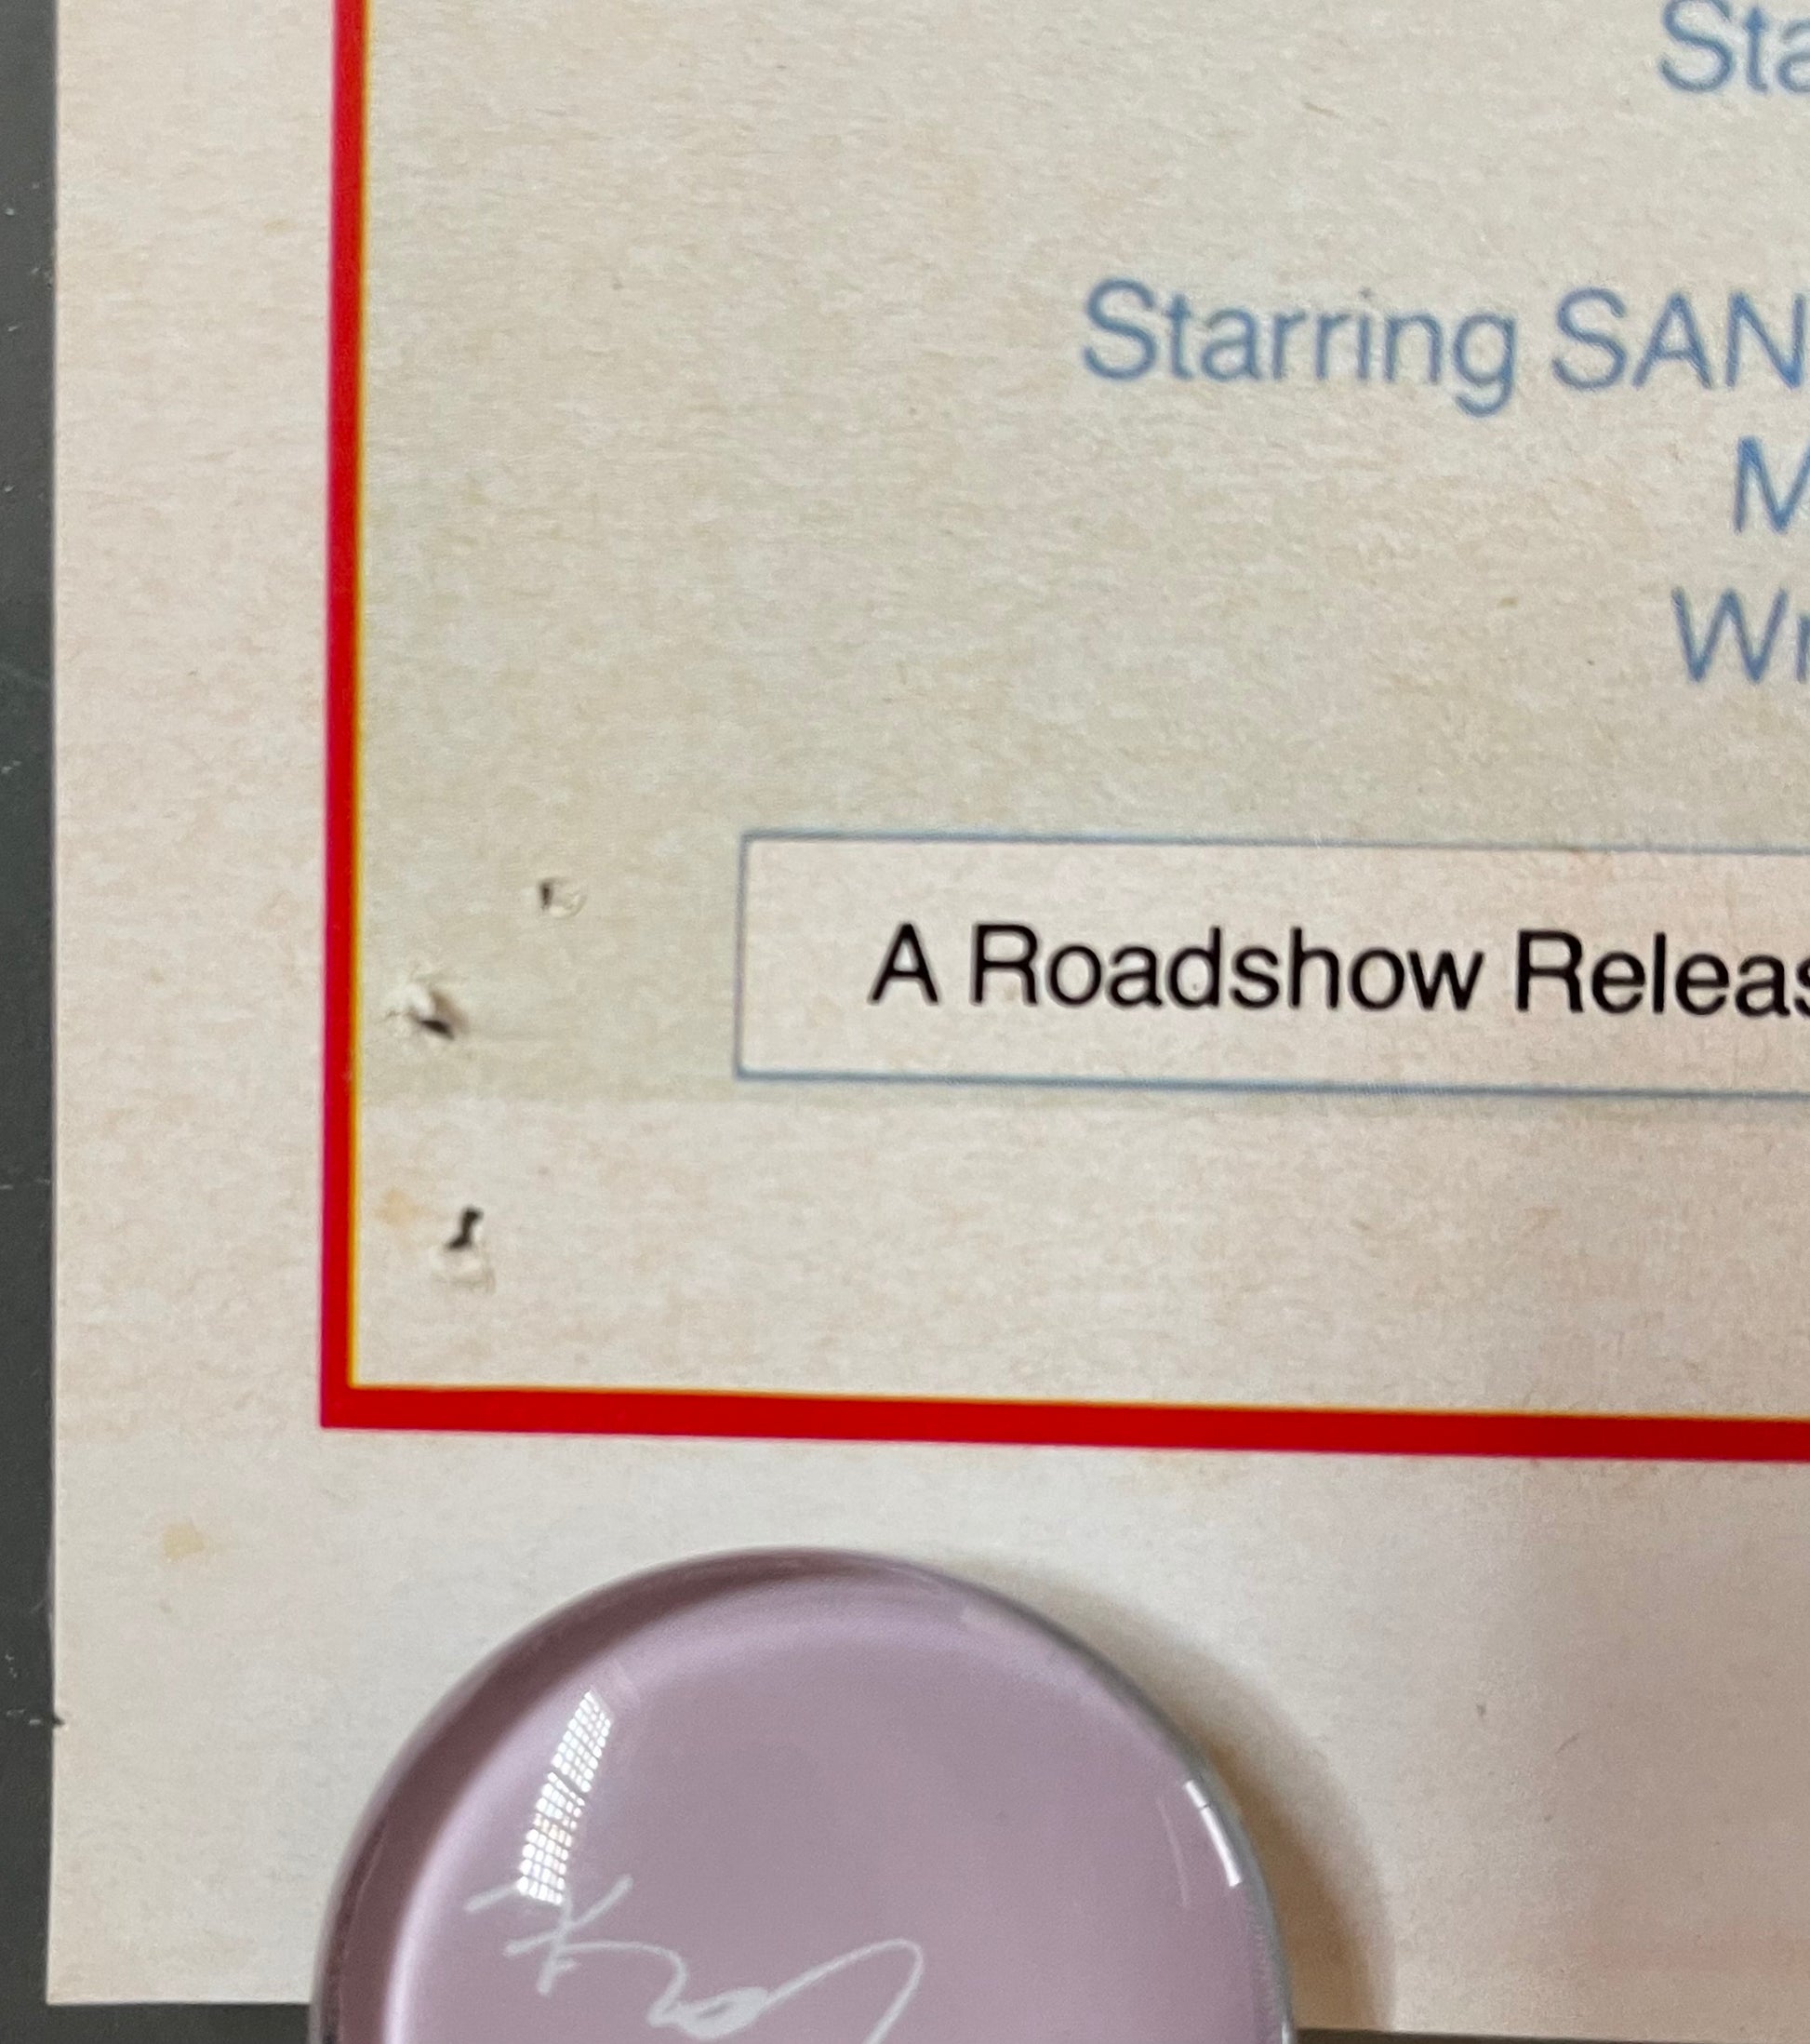 Sta
Starring SAN
M
Wr
A Roadshow Releas